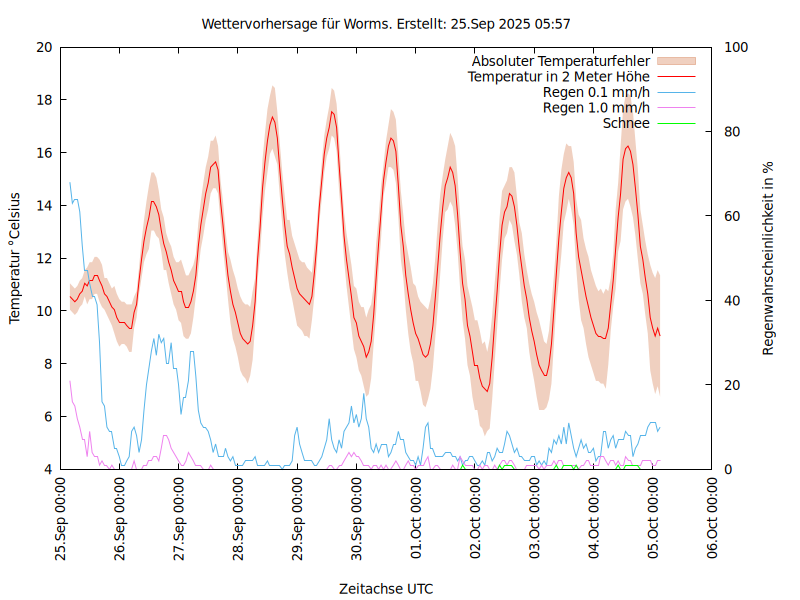 Wettervorhersage für Worms. Erstellt: 25.Sep 2025 05:57
Absoluter Temperaturfehler
Temperatur in 2 Meter Höhe
Regen 0.1 mm/h
Regen 1.0 mm/h
Schnee
Temperatur °Celsius
20
18
16
14
12
10
8
6
4
100
80
60
40
20
0
Regenwahrscheinlichkeit in %
25.Sep 00:00
26.Sep 00:00
27.Sep 00:00
28.Sep 00:00
29.Sep 00:00
30.Sep 00:00
01.Oct 00:00
02.Oct 00:00
03.Oct 00:00
04.Oct 00:00
05.Oct 00:00
06.Oct 00:00
Zeitachse UTC